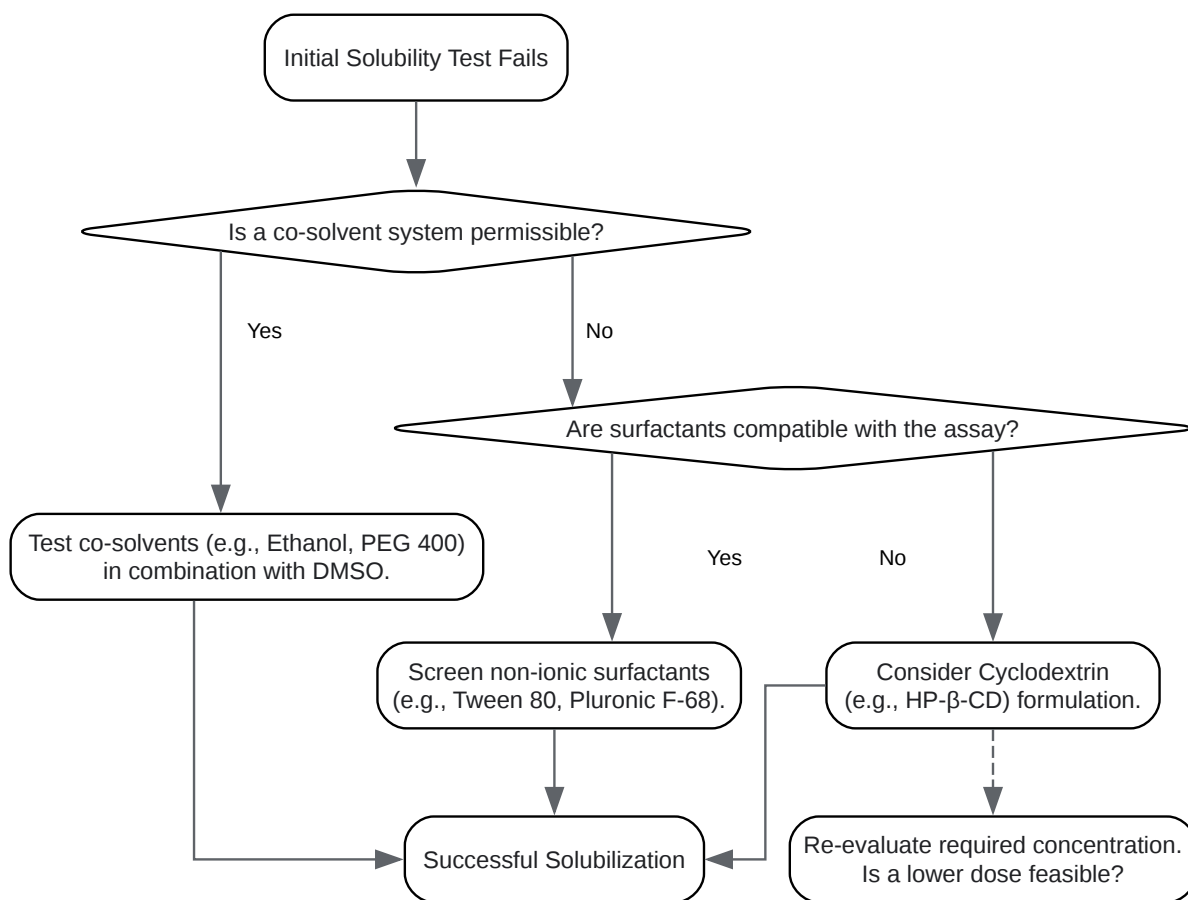 Initial Solubility Test Fails
Is a co-solvent system permissible?
Yes
No
Are surfactants compatible with the assay?
Test co-solvents (e.g., Ethanol, PEG 400)
in combination with DMSO.
Yes
No
Screen non-ionic surfactants
(e.g., Tween 80, Pluronic F-68).
Consider Cyclodextrin
(e.g., HP-β-CD) formulation.
Successful Solubilization
Re-evaluate required concentration.
Is a lower dose feasible?